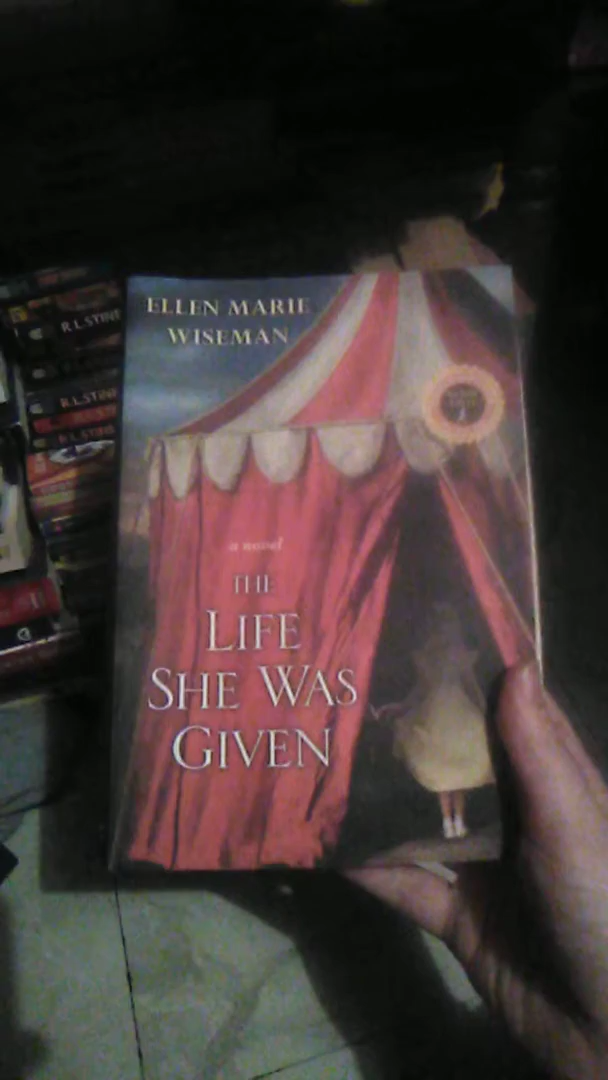 ELLEN MARIE
WISEMAN
a novel
THE
LIFE
SHE WAS
GIVEN
R.L.STINE
R.L.STINE
R.L.STINE